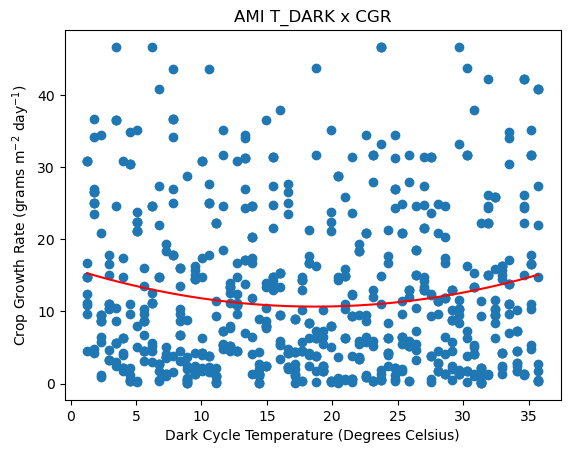 AMI T_DARK x CGR
Crop Growth Rate (grams m⁻² day⁻¹)
40
30
20
10
0
0 5 10 15 20 25 30 35
Dark Cycle Temperature (Degrees Celsius)